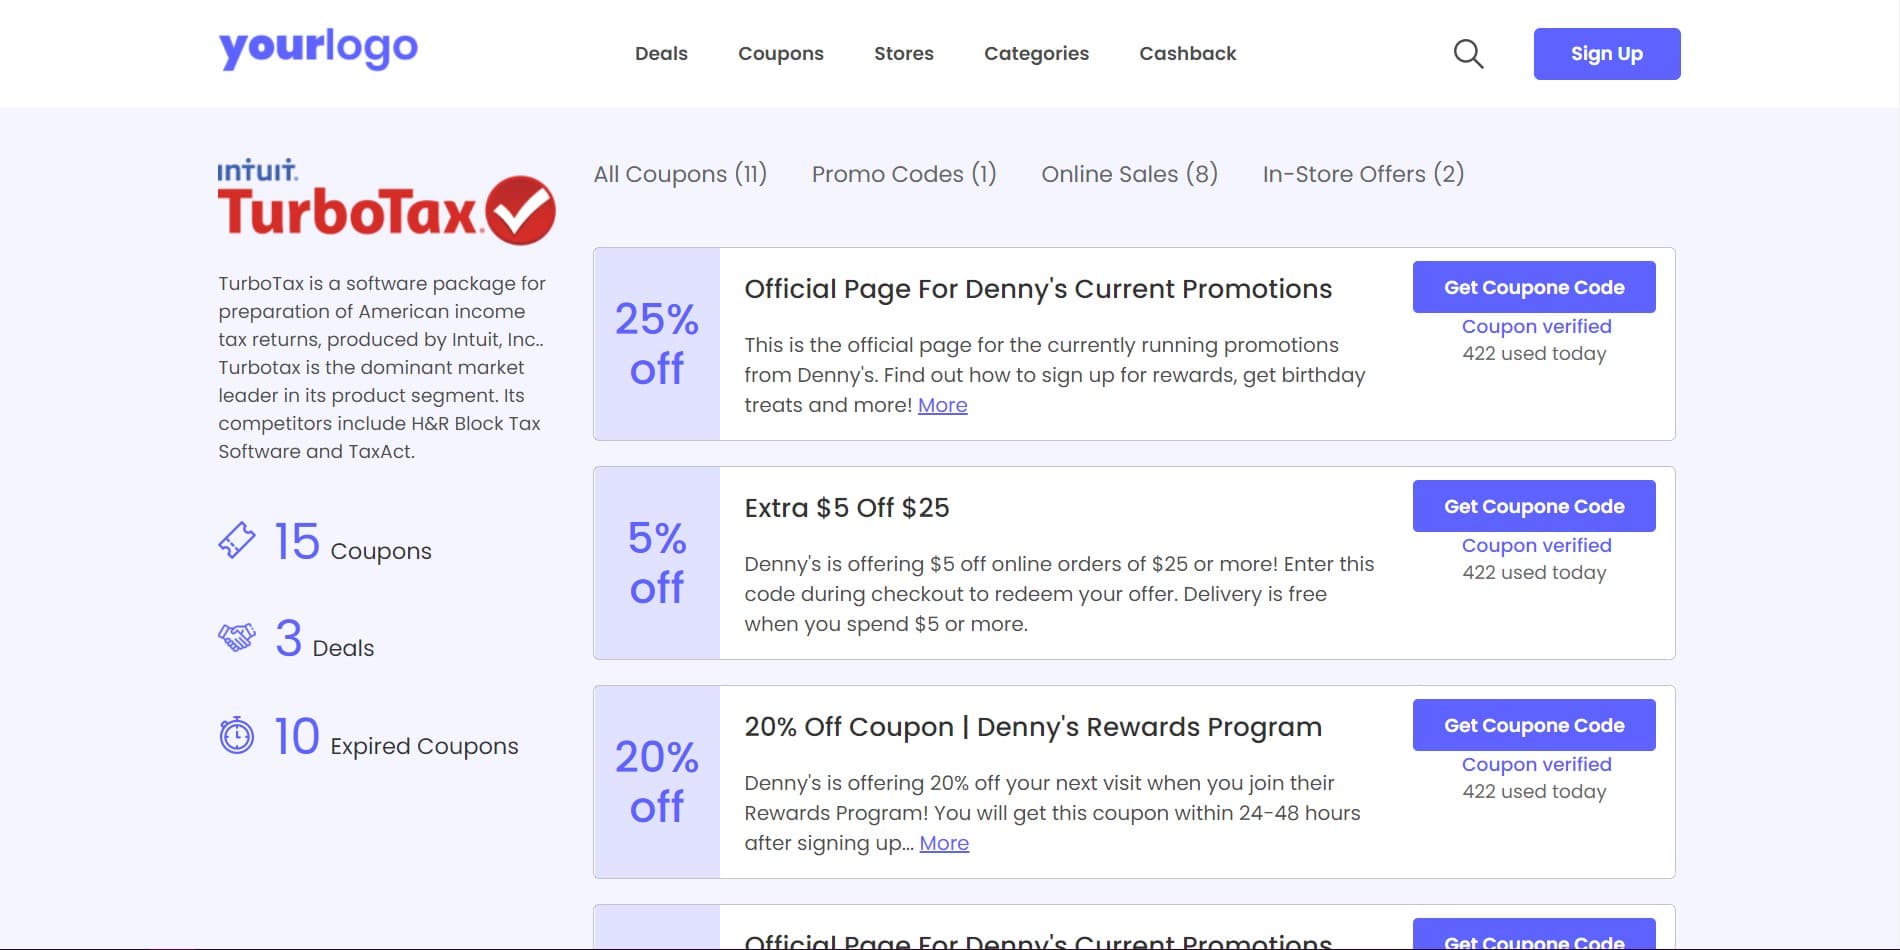 yourlogo
Deals
Coupons
Stores
Categories
Cashback
Sign Up
intuit.
TurboTax.
TurboTax is a software package for
preparation of American income
tax returns, produced by Intuit, Inc..
Turbotax is the dominant market
leader in its product segment. Its
competitors include H&R Block Tax
Software and TaxAct.
15 Coupons
3 Deals
10 Expired Coupons
All Coupons (11)
Promo Codes (1)
Online Sales (8)
In-Store Offers (2)
25%
off
Official Page For Denny's Current Promotions
This is the official page for the currently running promotions
from Denny's. Find out how to sign up for rewards, get birthday
treats and more! More
Get Coupone Code
Coupon verified
422 used today
5%
off
Extra $5 Off $25
Denny's is offering $5 off online orders of $25 or more! Enter this
code during checkout to redeem your offer. Delivery is free
when you spend $5 or more.
Get Coupone Code
Coupon verified
422 used today
20%
off
20% Off Coupon | Denny's Rewards Program
Denny's is offering 20% off your next visit when you join their
Rewards Program! You will get this coupon within 24-48 hours
after signing up... More
Get Coupone Code
Coupon verified
422 used today
Official Page For Denny's Current Promotions
Get Coupone Code